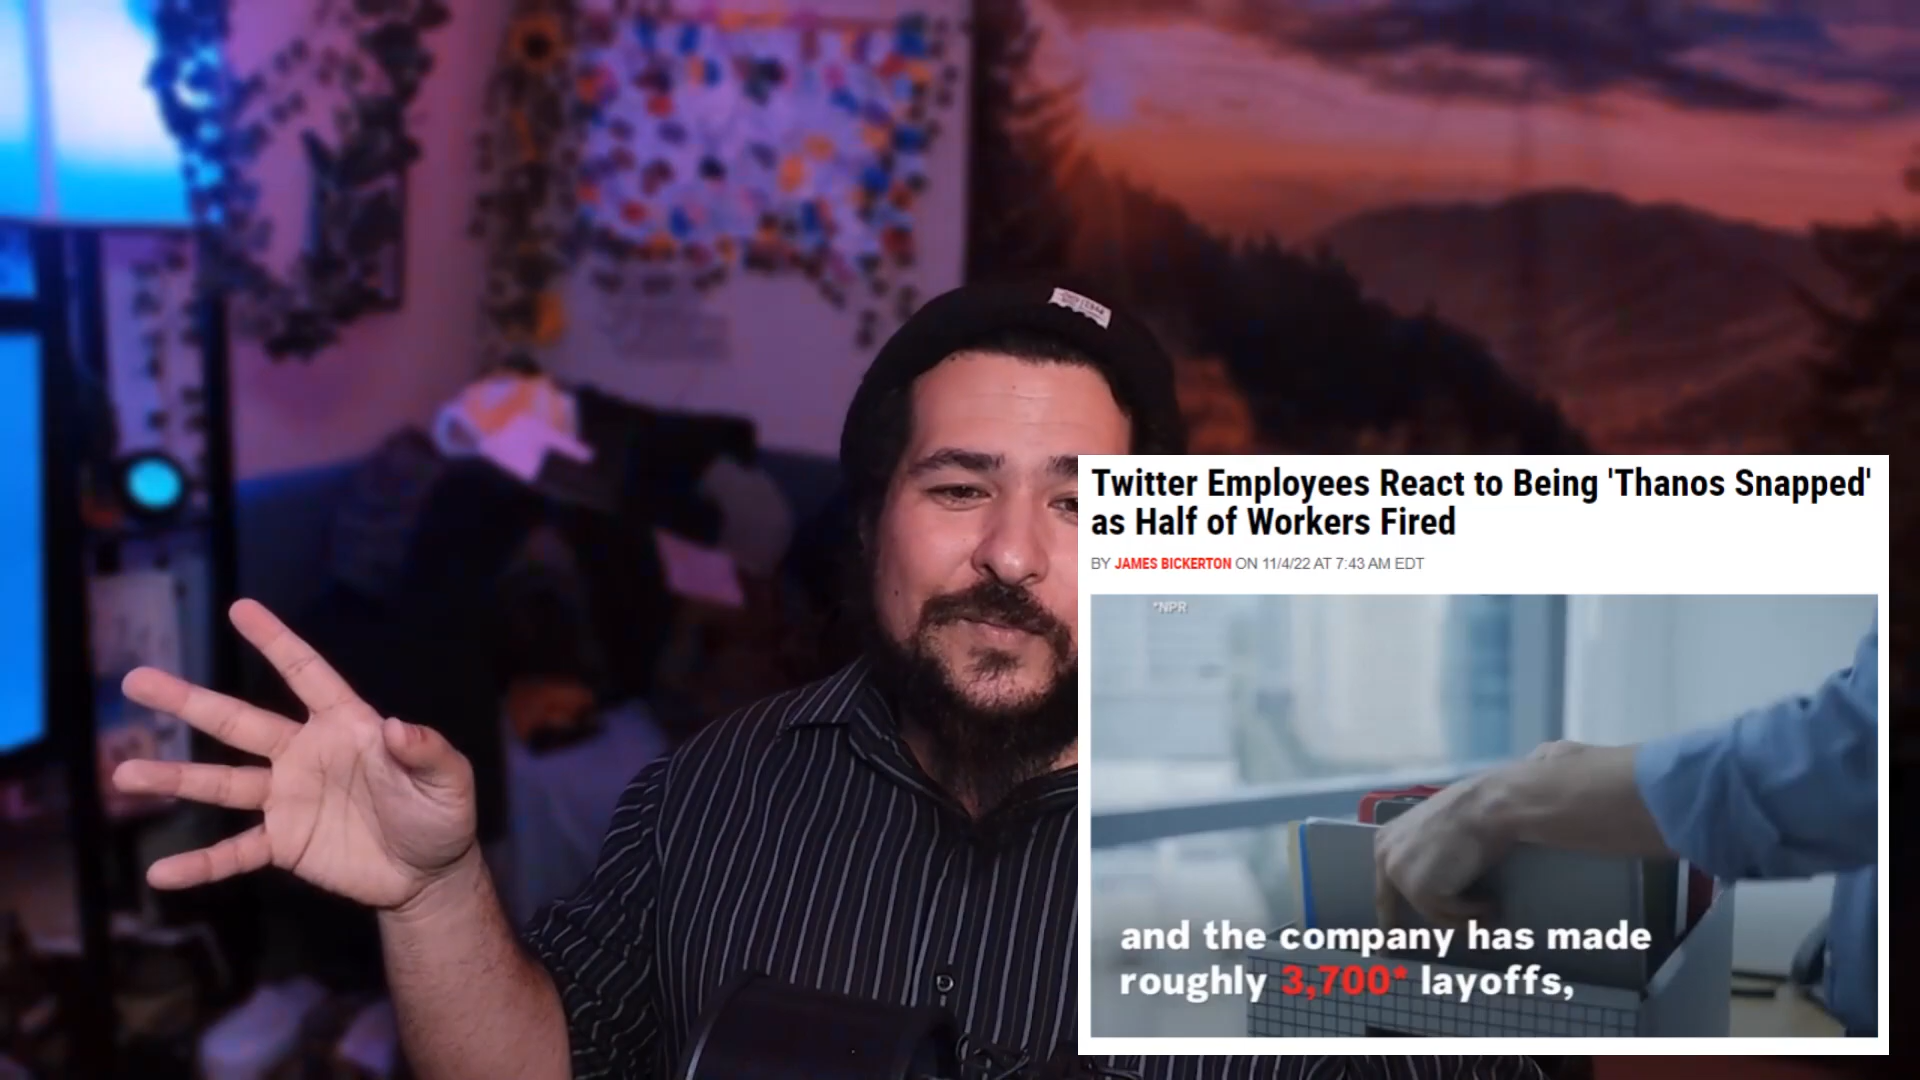 Twitter Employees React to Being 'Thanos Snapped'
as Half of Workers Fired
BY JAMES BICKERTON ON 11/4/22 AT 7:43 AM EDT
*NPR
and the company has made
roughly 3,700* layoffs,